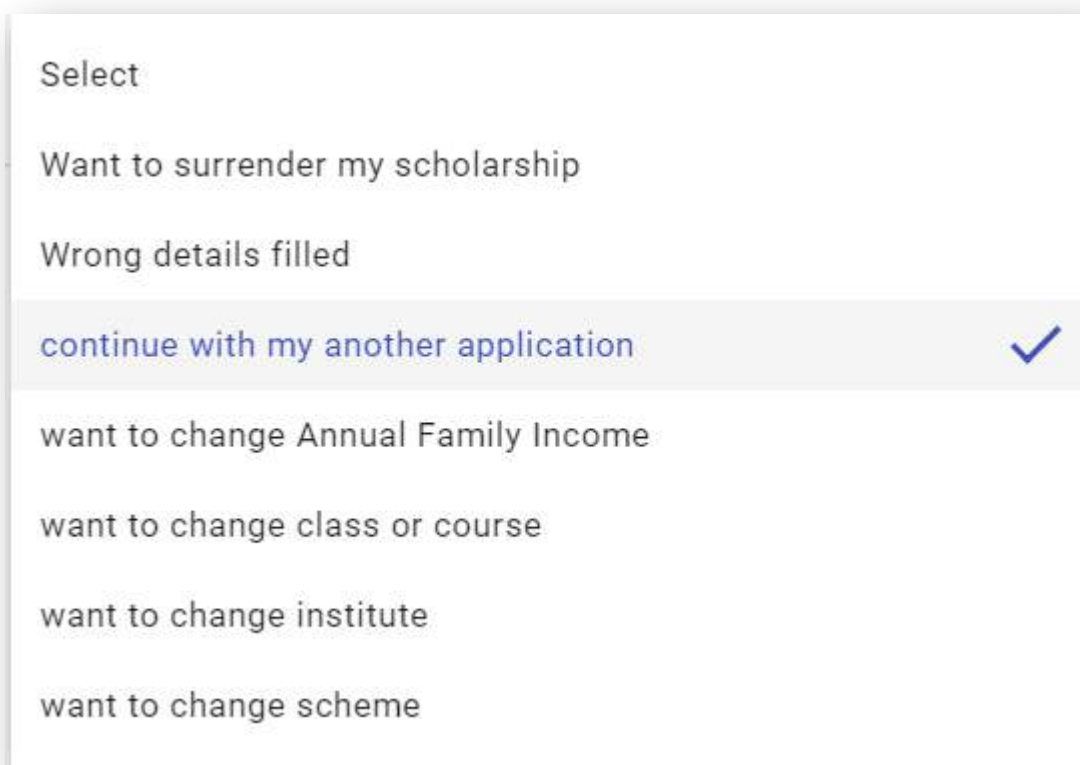 Select
Want to surrender my scholarship
Wrong details filled
continue with my another application
want to change Annual Family Income
want to change class or course
want to change institute
want to change scheme